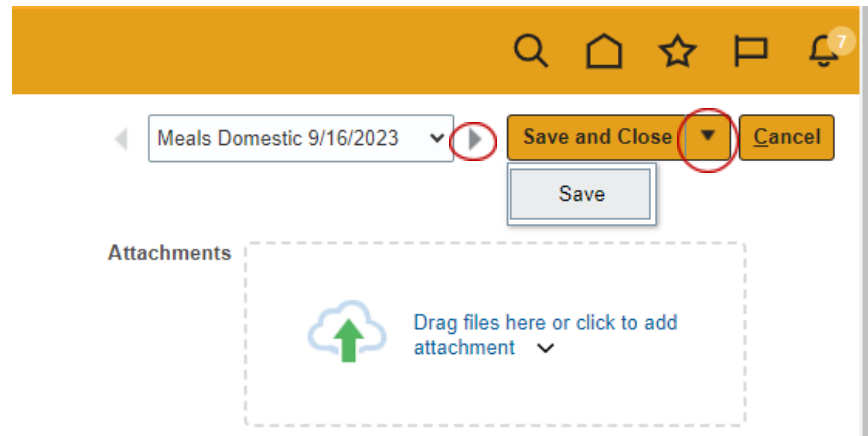 7
Meals Domestic 9/16/2023
Save and Close
Cancel
Save
Attachments
Drag files here or click to add
attachment